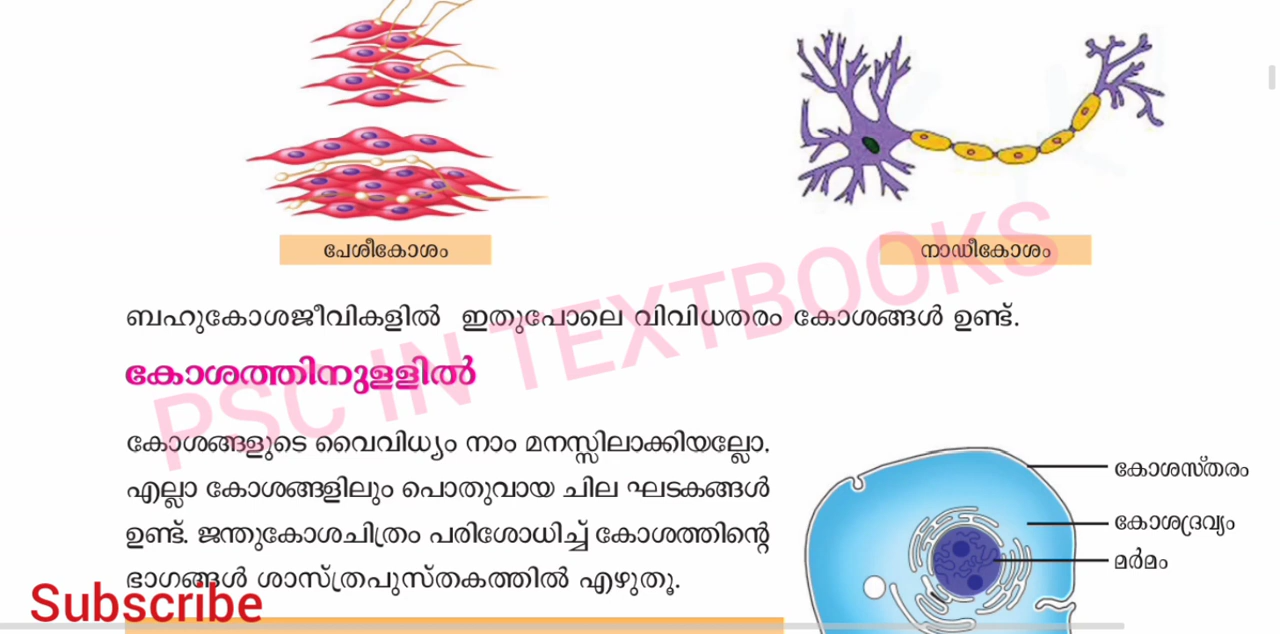 പേശീകോശം
നാഡീകോശം
ബഹുകോശജീവികളിൽ ഇതുപോലെ വിവിധതരം കോശങ്ങൾ ഉണ്ട്.
കോശത്തിനുള്ളിൽ
കോശങ്ങളുടെ വൈവിധ്യം നാം മനസ്സിലാക്കിയല്ലോ.
എല്ലാ കോശങ്ങളിലും പൊതുവായ ചില ഘടകങ്ങൾ
ഉണ്ട്. ജന്തുകോശചിത്രം പരിശോധിച്ച് കോശത്തിന്റെ
ഭാഗങ്ങൾ ശാസ്ത്രപുസ്തകത്തിൽ എഴുതൂ.
കോശസ്തരം
കോശദ്രവ്യം
മർമം
PSC IN TEXTBOOKS
Subscribe